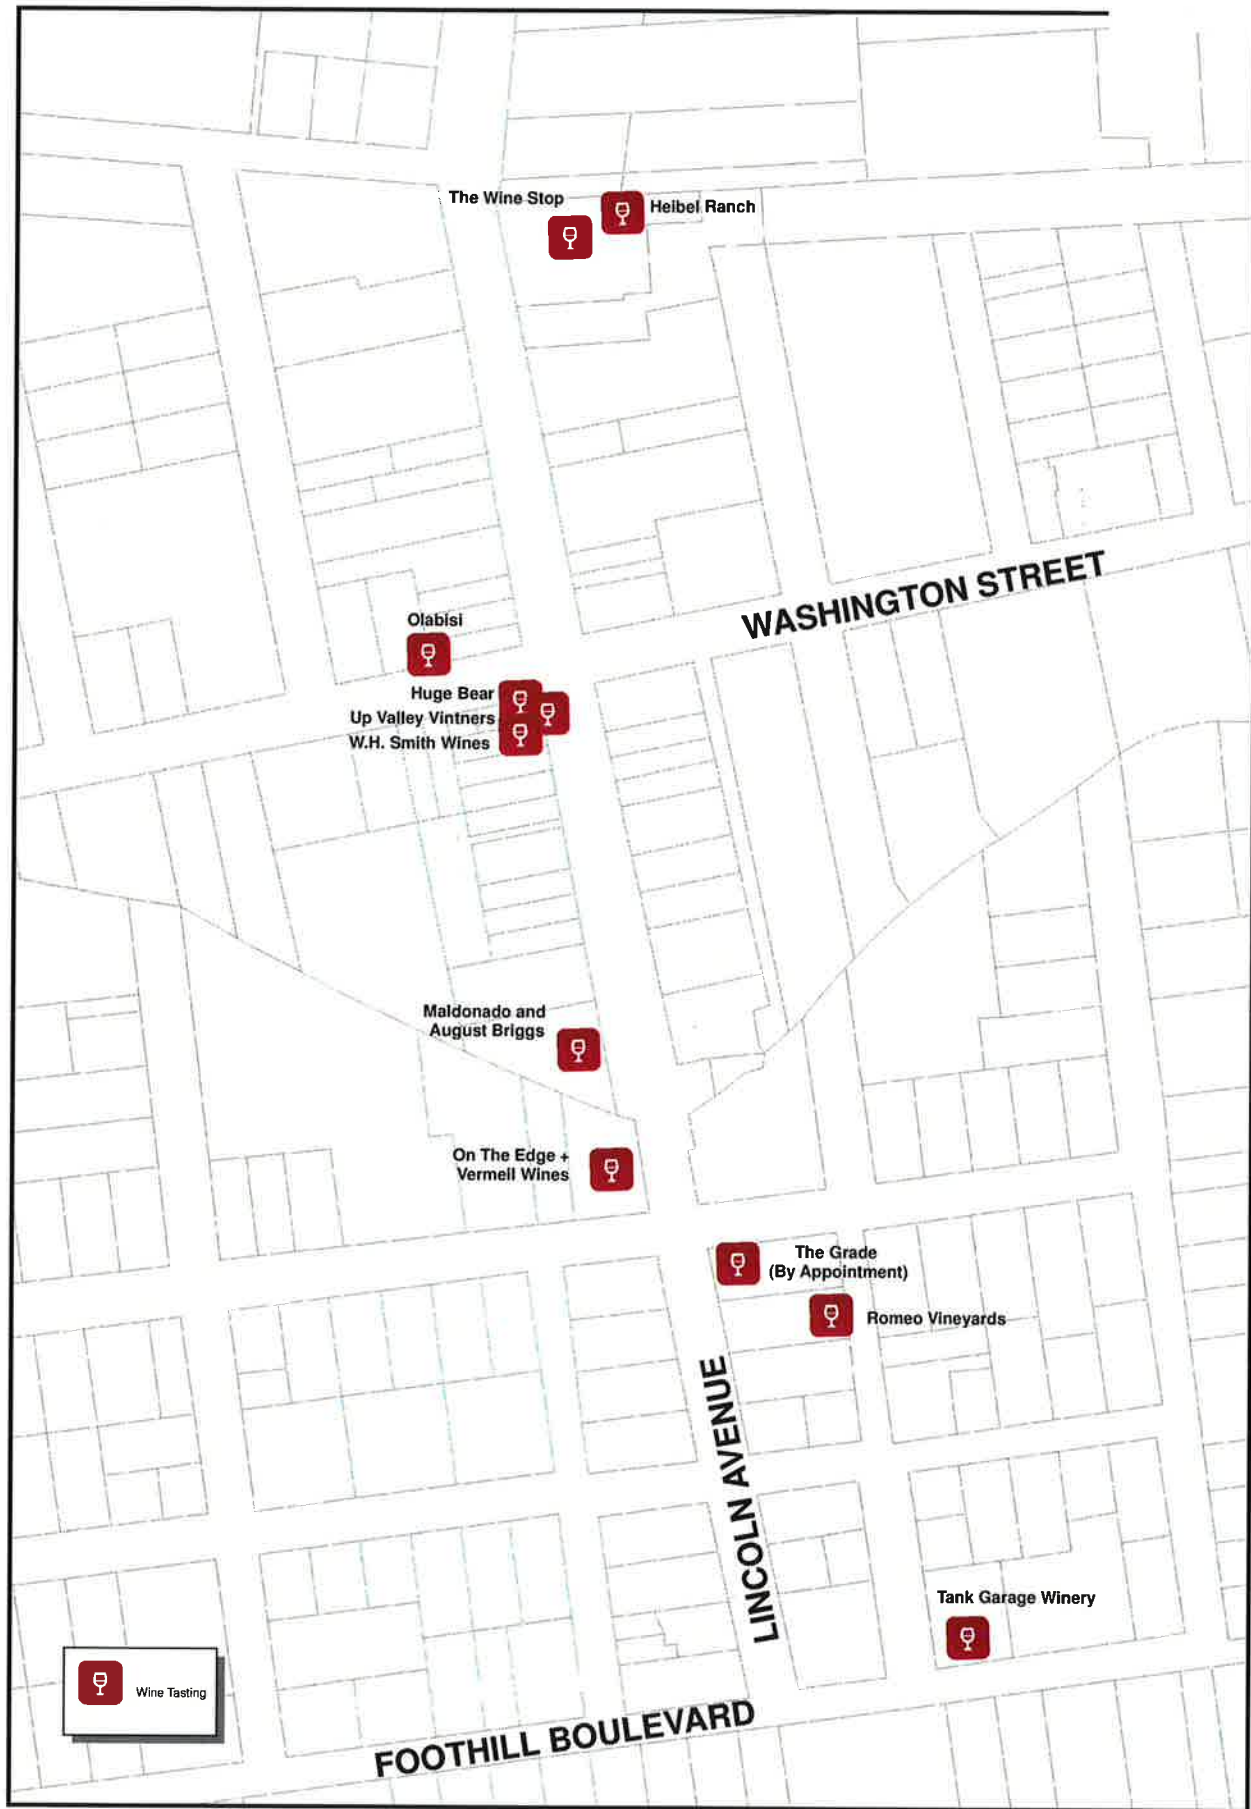 The Wine Stop
Heibel Ranch
WASHINGTON STREET
Olabisi
Huge Bear
Up Valley Vintners
W.H. Smith Wines
Maldonado and
August Briggs
On The Edge +
Vermeil Wines
The Grade
(By Appointment)
Romeo Vineyards
LINCOLN AVENUE
Tank Garage Winery
Wine Tasting
FOOTHILL BOULEVARD